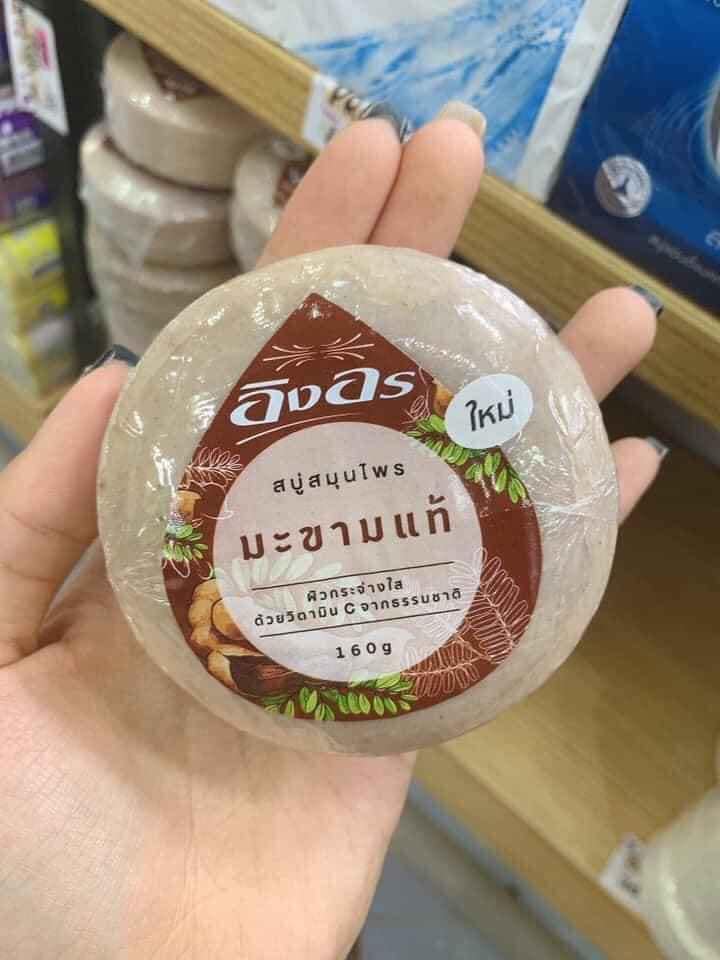 อิงอร
ใหม่
สบู่สมุนไพร
มะขามแท้
ผิวกระจ่างใส
ด้วยวิตามิน C จากธรรมชาติ
160g